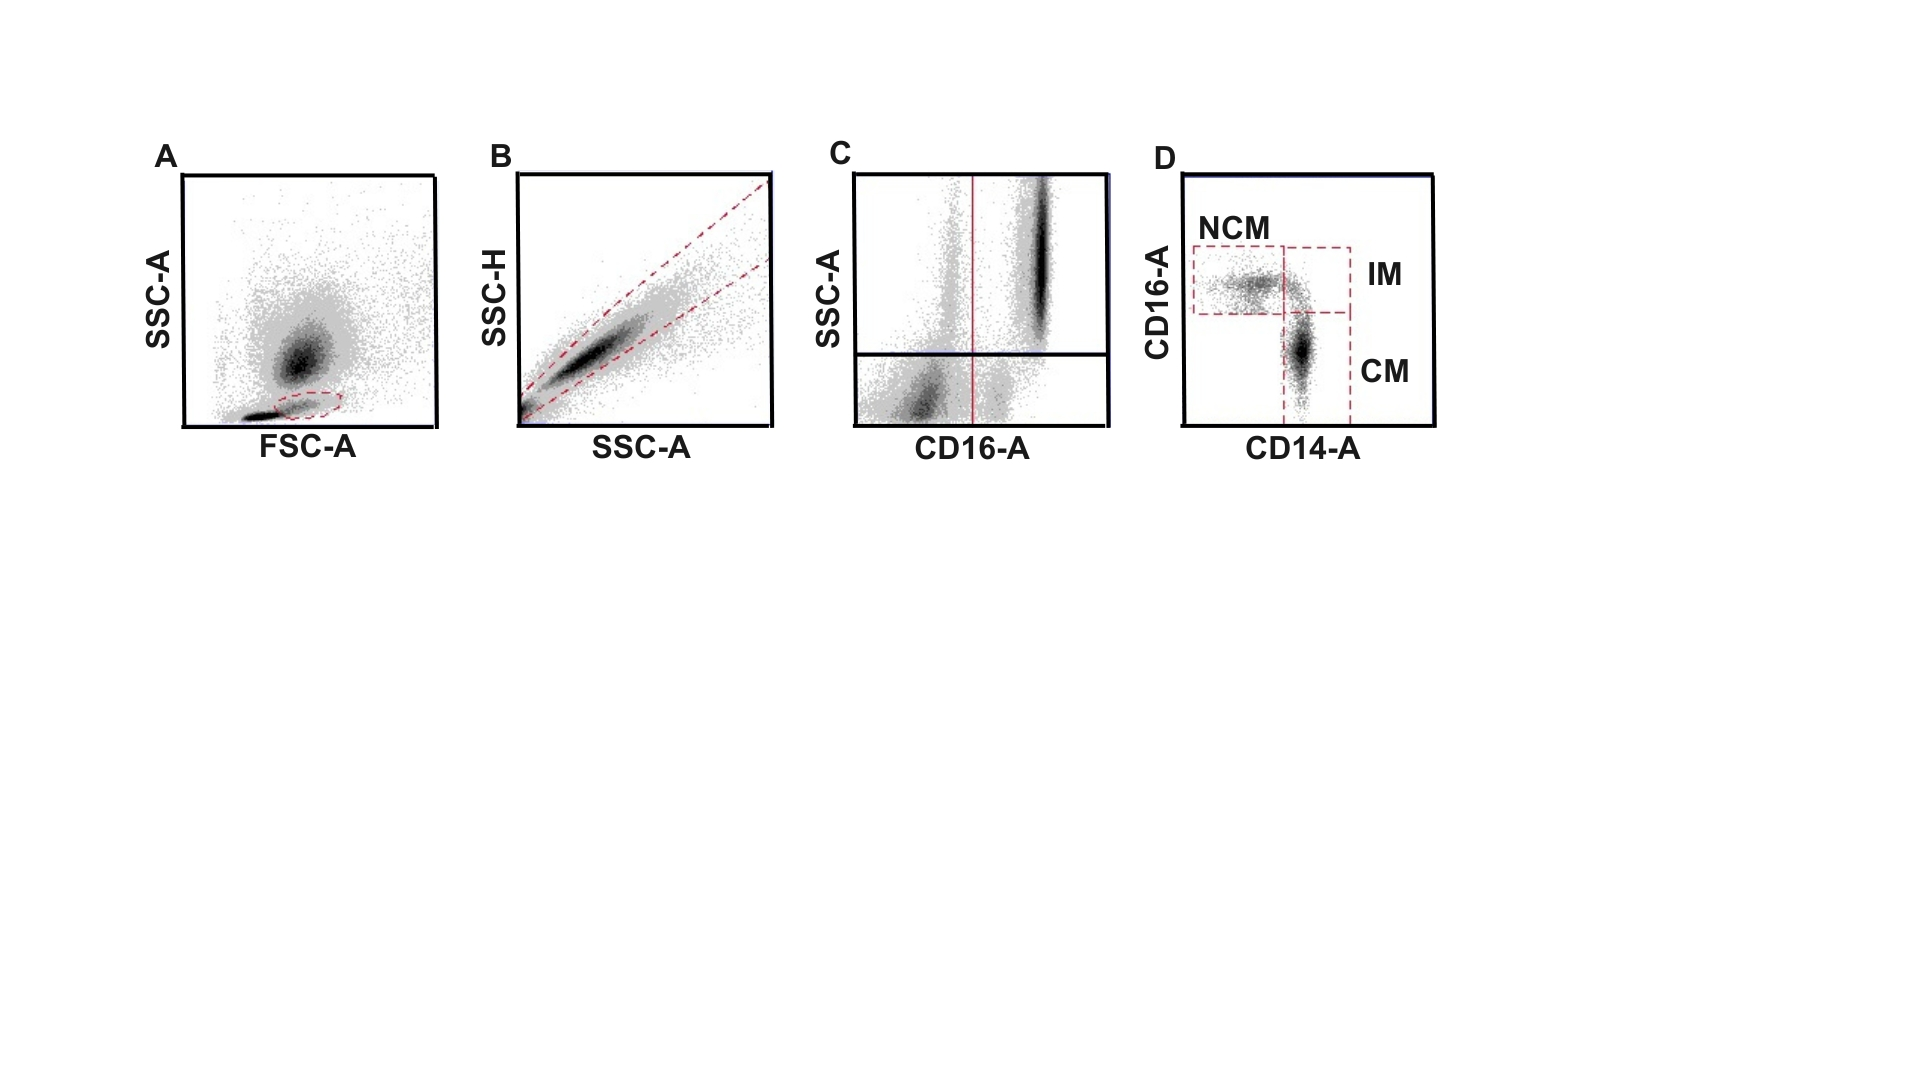 A
SSC-A
FSC-A
B
SSC-H
SSC-A
C
SSC-A
CD16-A
D
CD16-A
NCM
IM
CM
CD14-A